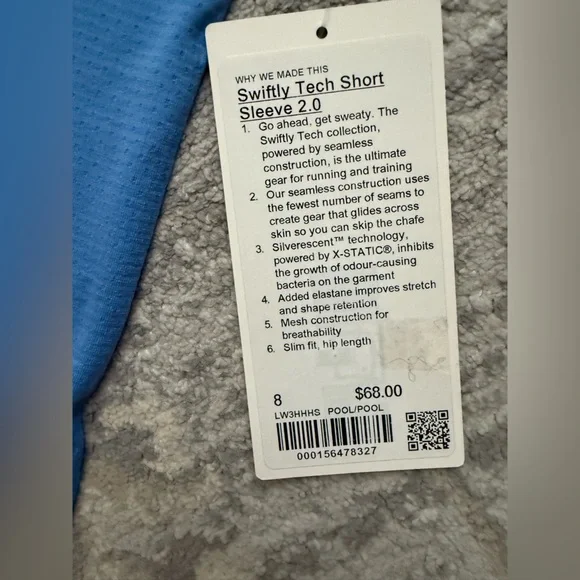 WHY WE MADE THIS
Swiftly Tech Short
Sleeve 2.0
1. Go ahead, get sweaty. The
Swiftly Tech collection,
powered by seamless
construction, is the ultimate
gear for running and training
2. Our seamless construction uses
the fewest number of seams to
create gear that glides across
skin so you can skip the chafe
3. Silverescent™ technology,
powered by X-STATIC®, inhibits
the growth of odour-causing
bacteria on the garment
4. Added elastane improves stretch
and shape retention
5. Mesh construction for
breathability
6. Slim fit, hip length
8 $68.00
LW3HHHS POOL/POOL
000156478327